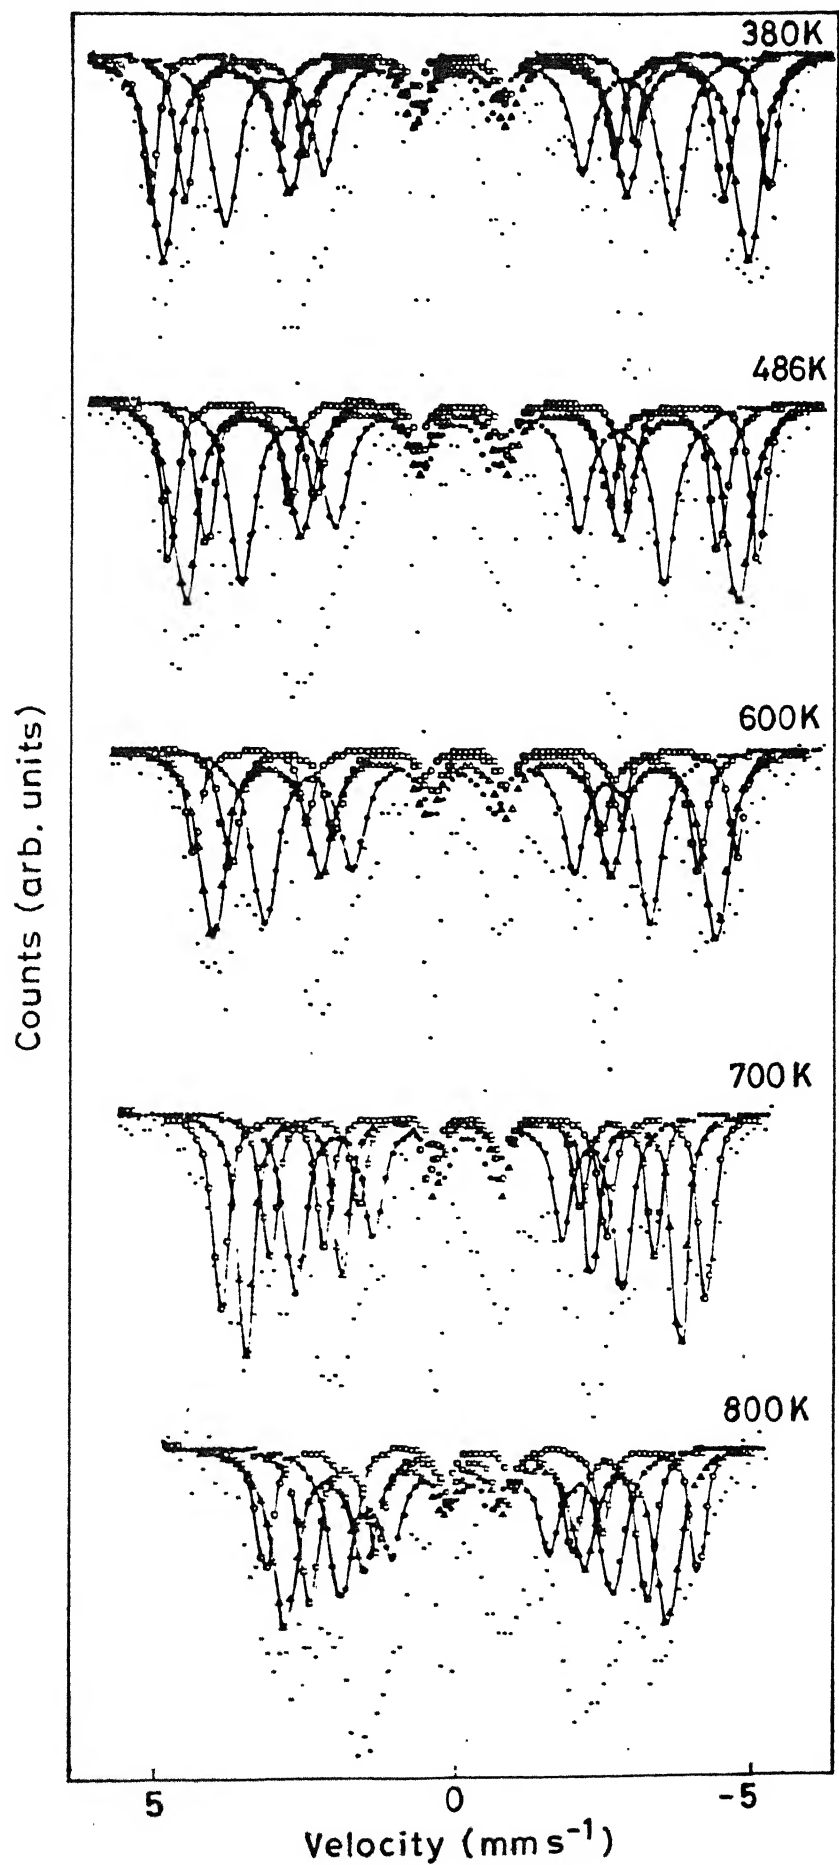 380K
486K
600K
700K
800K
Counts (arb. units)
5 0 -5
Velocity (mm s⁻¹)